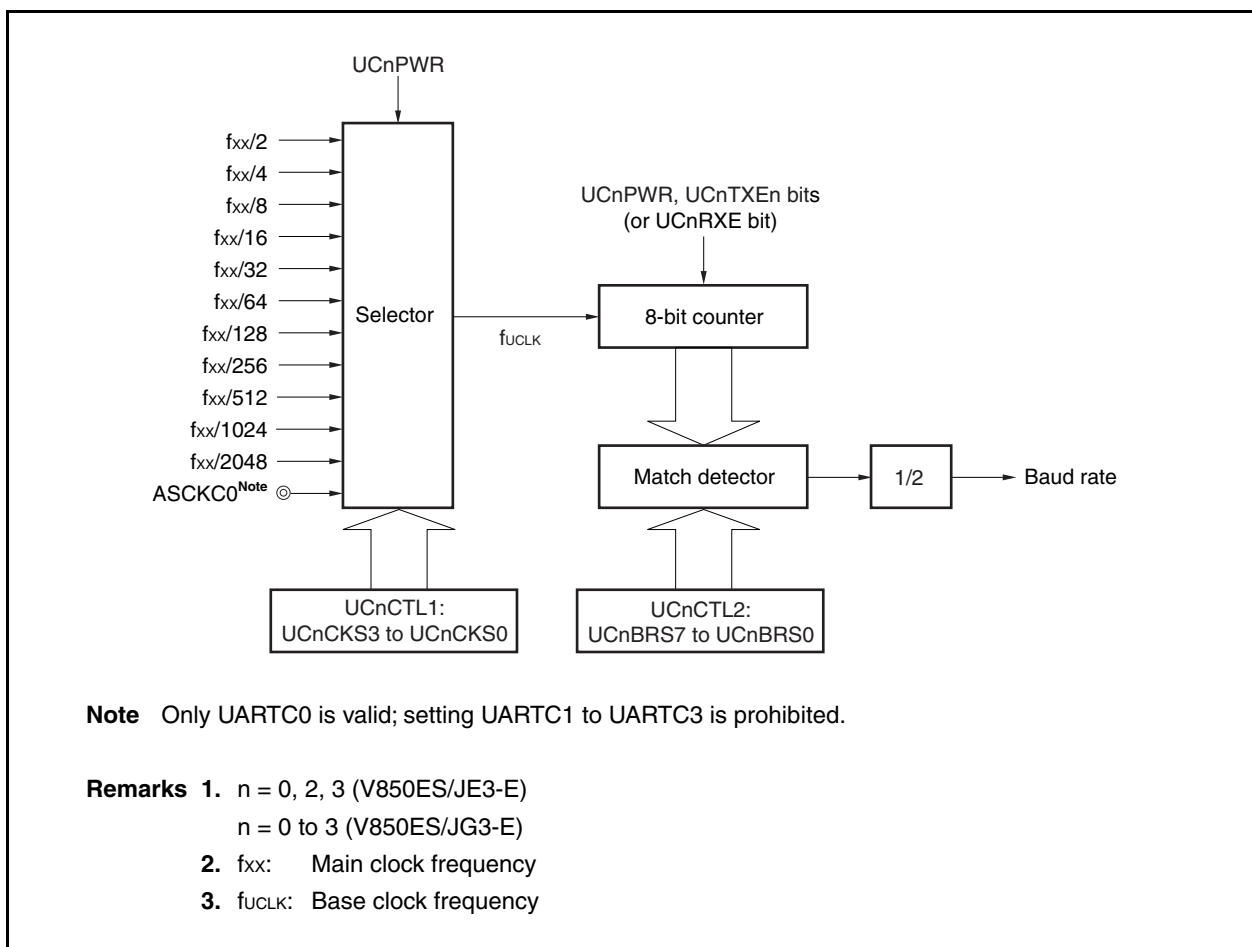 UCnPWR
fxx/2
fxx/4
fxx/8
fxx/16
fxx/32
fxx/64
fxx/128
fxx/256
fxx/512
fxx/1024
fxx/2048
ASCKC0Note
Selector
fUCLK
UCnPWR, UCnTXEn bits
(or UCnRXE bit)
8-bit counter
Match detector
1/2
Baud rate
UCnCTL1:
UCnCKS3 to UCnCKS0
UCnCTL2:
UCnBRS7 to UCnBRS0
Note Only UARTC0 is valid; setting UARTC1 to UARTC3 is prohibited.
Remarks 1. n = 0, 2, 3 (V850ES/JE3-E)
n = 0 to 3 (V850ES/JG3-E)
2. fxx: Main clock frequency
3. fUCLK: Base clock frequency